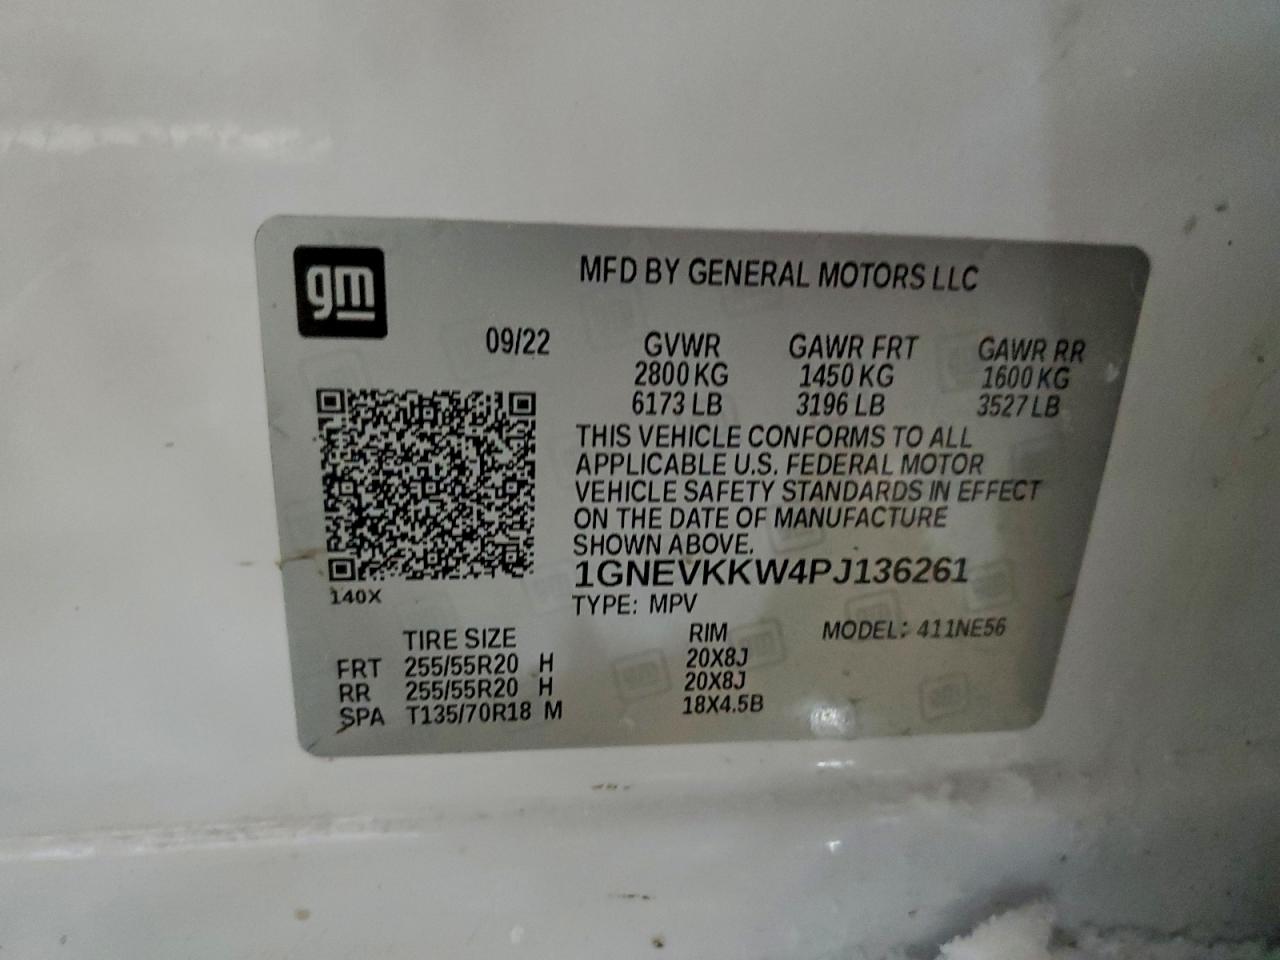 gm
MFD BY GENERAL MOTORS LLC
09/22 GVWR GAWR FRT GAWR RR
2800 KG 1450 KG 1600 KG
6173 LB 3196 LB 3527 LB
THIS VEHICLE CONFORMS TO ALL
APPLICABLE U.S. FEDERAL MOTOR
VEHICLE SAFETY STANDARDS IN EFFECT
ON THE DATE OF MANUFACTURE
SHOWN ABOVE.
1GNEVKKW4PJ136261
140X
TYPE: MPV
TIRE SIZE RIM MODEL: 411NE56
FRT 255/55R20 H 20X8J
RR 255/55R20 H 20X8J
SPA T135/70R18 M 18X4.5B